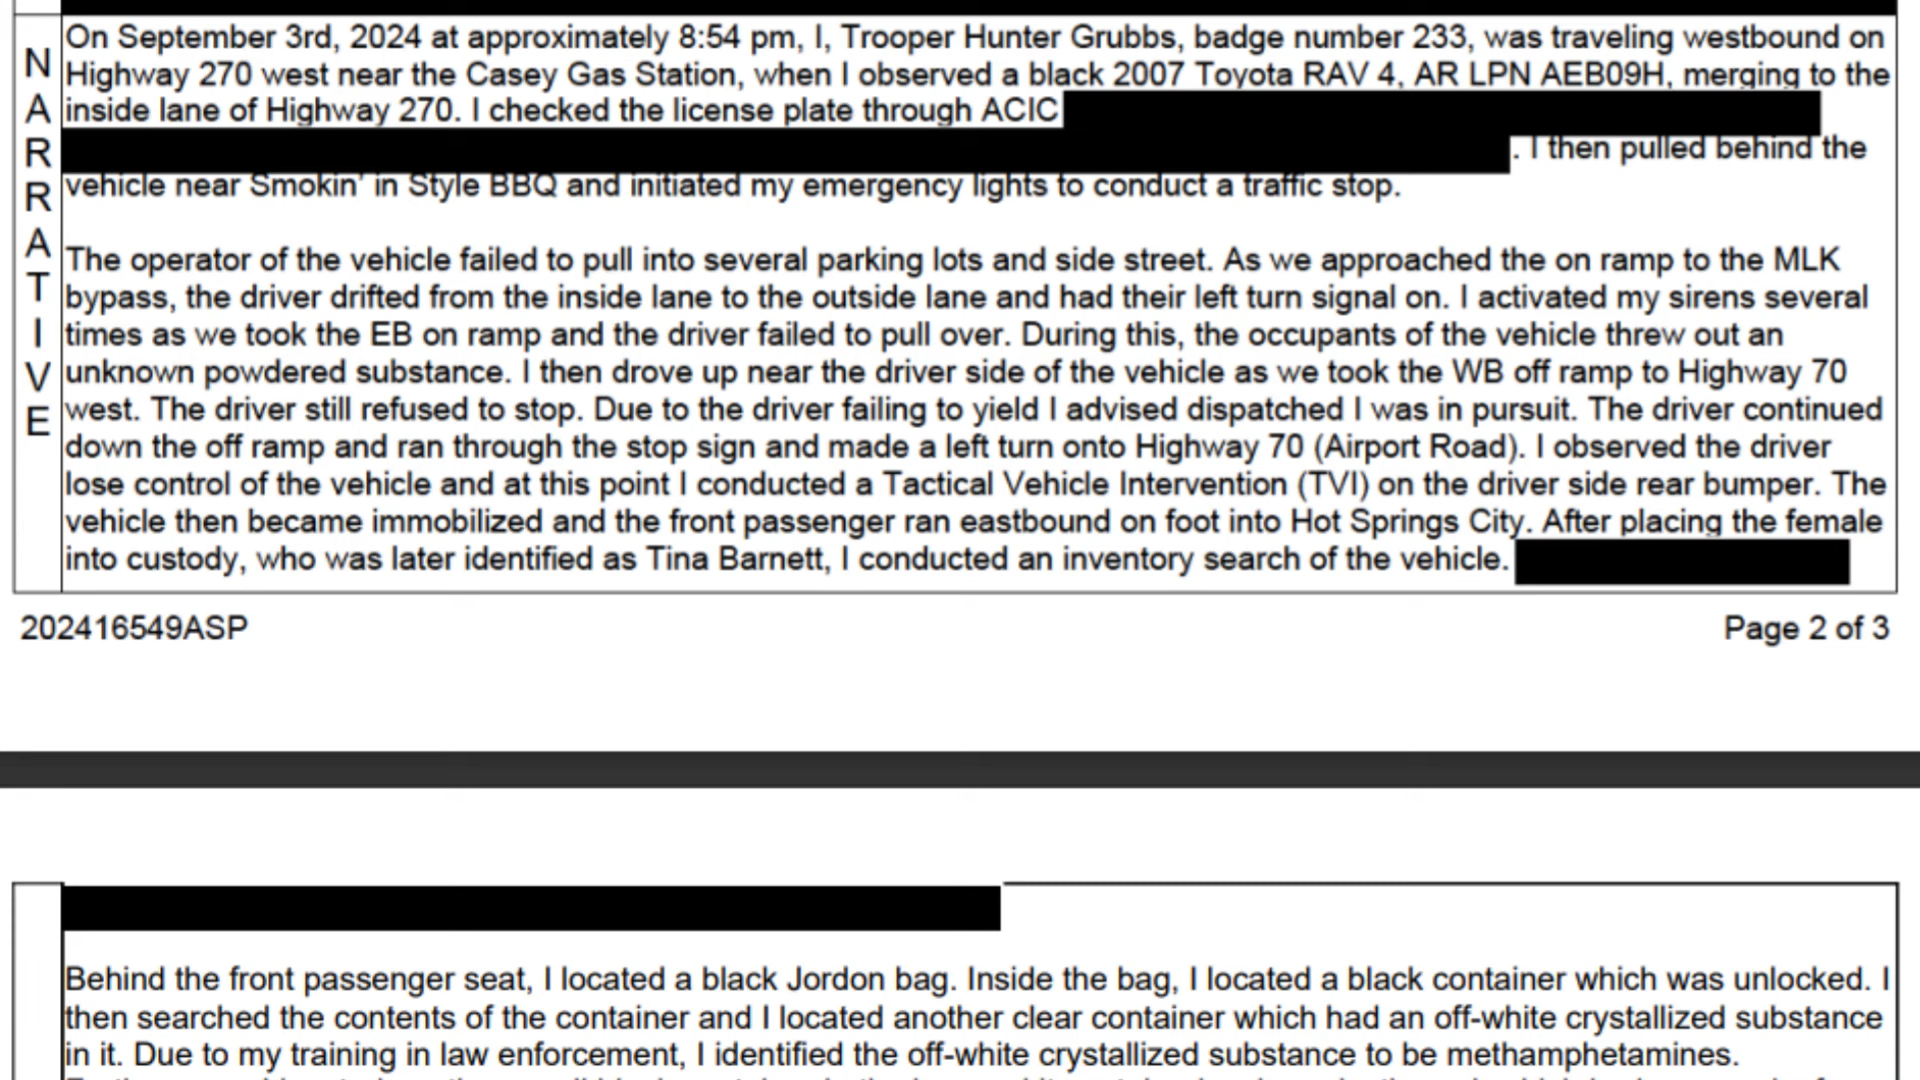 On September 3rd, 2024 at approximately 8:54 pm, I, Trooper Hunter Grubbs, badge number 233, was traveling westbound on
Highway 270 west near the Casey Gas Station, when I observed a black 2007 Toyota RAV 4, AR LPN AEB09H, merging to the
inside lane of Highway 270. I checked the license plate through ACIC
. I then pulled behind the
vehicle near Smokin' in Style BBQ and initiated my emergency lights to conduct a traffic stop.
NARRATIVE
The operator of the vehicle failed to pull into several parking lots and side street. As we approached the on ramp to the MLK
bypass, the driver drifted from the inside lane to the outside lane and had their left turn signal on. I activated my sirens several
times as we took the EB on ramp and the driver failed to pull over. During this, the occupants of the vehicle threw out an
unknown powdered substance. I then drove up near the driver side of the vehicle as we took the WB off ramp to Highway 70
west. The driver still refused to stop. Due to the driver failing to yield I advised dispatched I was in pursuit. The driver continued
down the off ramp and ran through the stop sign and made a left turn onto Highway 70 (Airport Road). I observed the driver
lose control of the vehicle and at this point I conducted a Tactical Vehicle Intervention (TVI) on the driver side rear bumper. The
vehicle then became immobilized and the front passenger ran eastbound on foot into Hot Springs City. After placing the female
into custody, who was later identified as Tina Barnett, I conducted an inventory search of the vehicle.
202416549ASP
Page 2 of 3
Behind the front passenger seat, I located a black Jordon bag. Inside the bag, I located a black container which was unlocked. I
then searched the contents of the container and I located another clear container which had an off-white crystallized substance
in it. Due to my training in law enforcement, I identified the off-white crystallized substance to be methamphetamines.